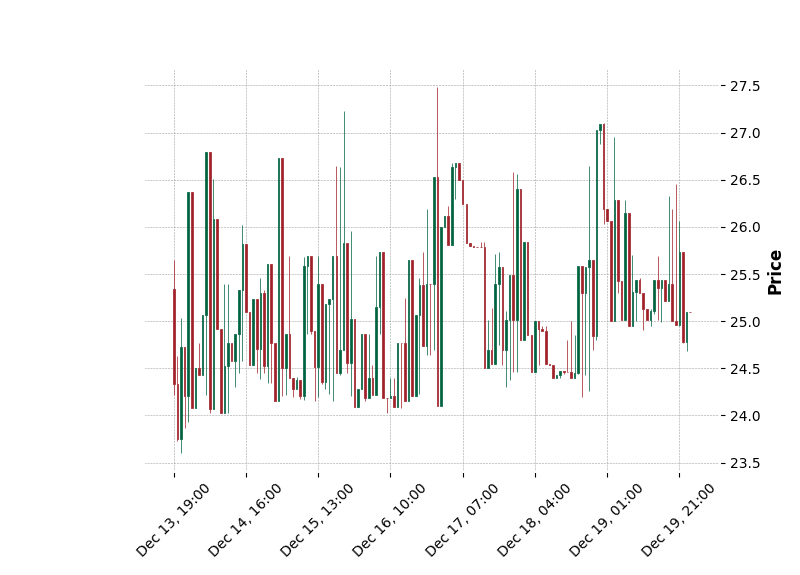 27.5
27.0
26.5
26.0
25.5
25.0
24.5
24.0
23.5
Price
Dec 13, 19:00
Dec 14, 16:00
Dec 15, 13:00
Dec 16, 10:00
Dec 17, 07:00
Dec 18, 04:00
Dec 19, 01:00
Dec 19, 21:00